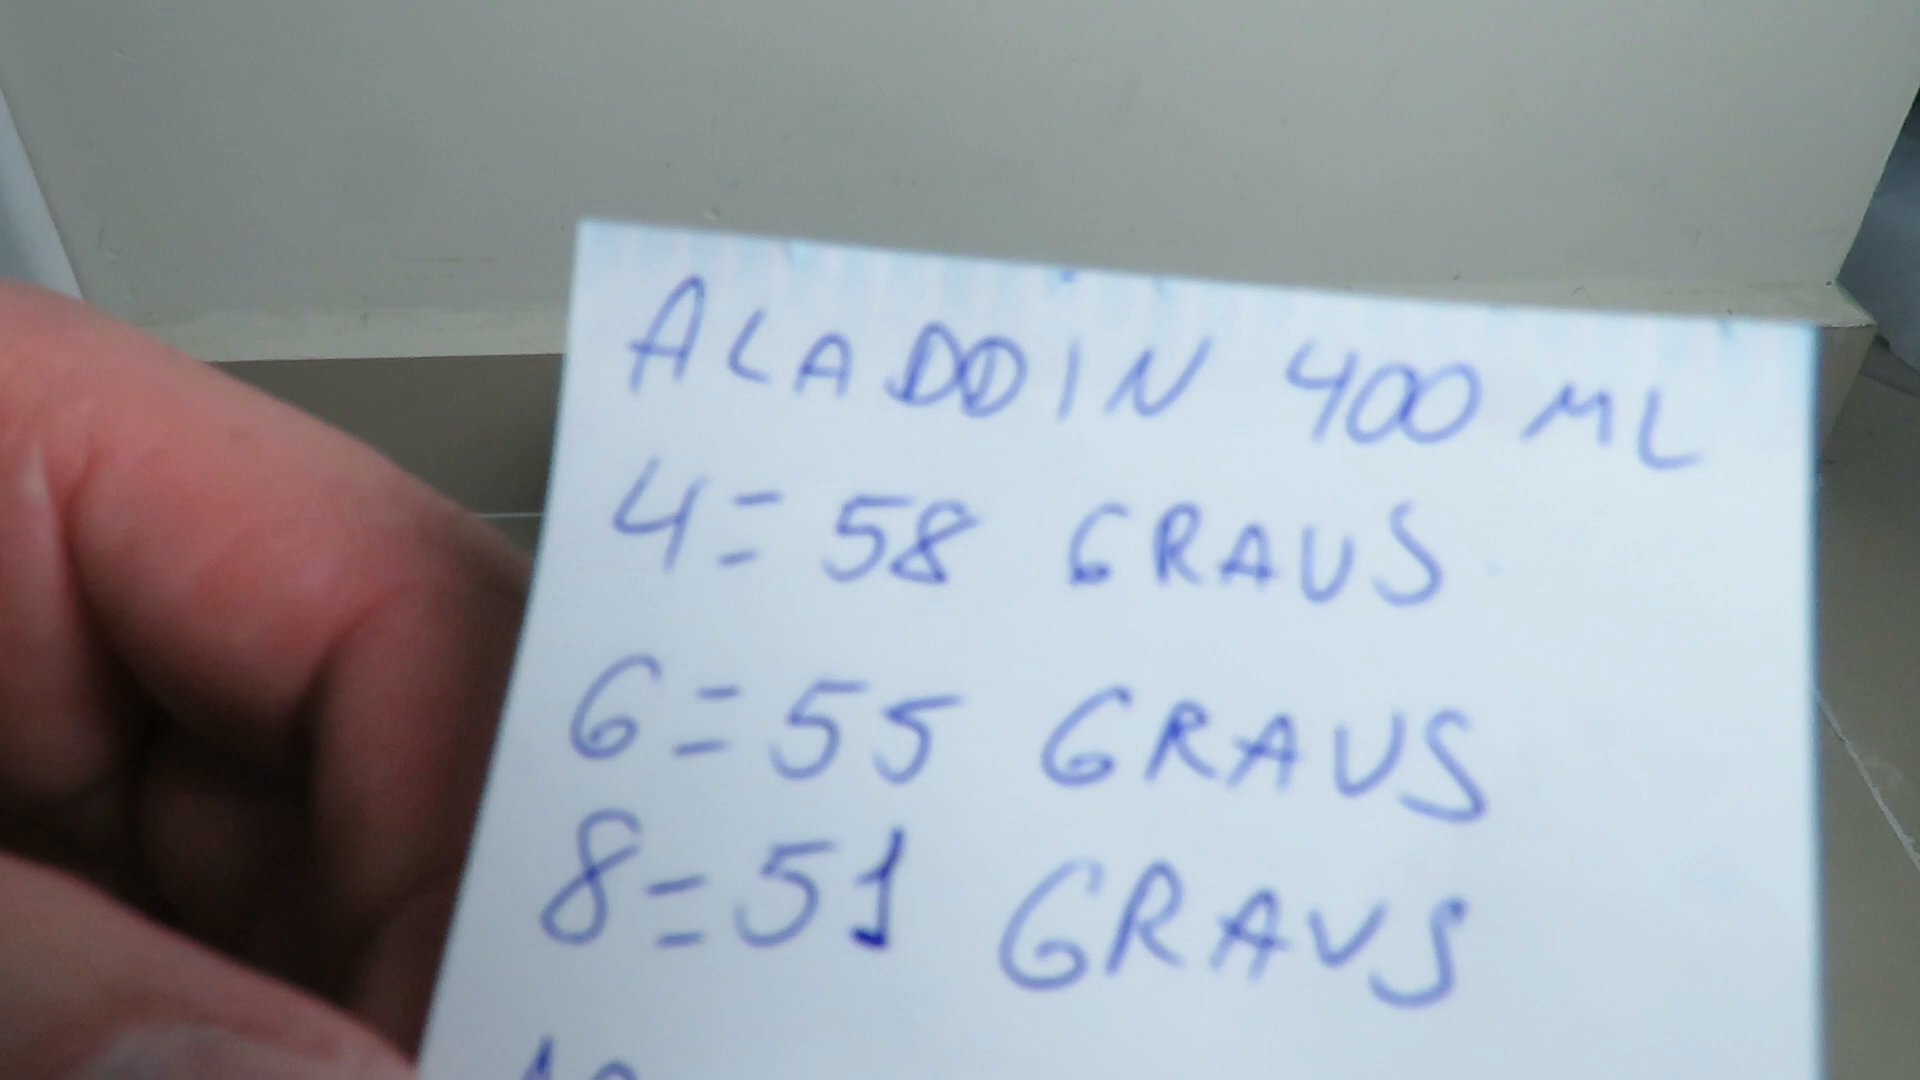 ALADDIN 400 ML
4= 58 GRAUS
6= 55 GRAUS
8= 51 GRAUS